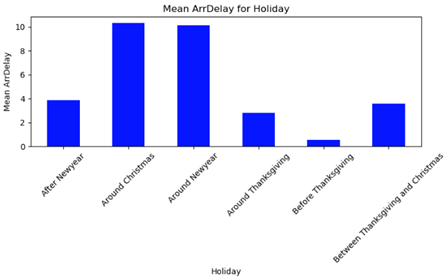 Mean ArrDelay for Holiday
Mean ArrDelay
10
8
6
4
2
0
After Newyear
Around Christmas
Around Newyear
Around Thanksgiving
Before Thanksgiving
Between Thanksgiving and Christmas
Holiday